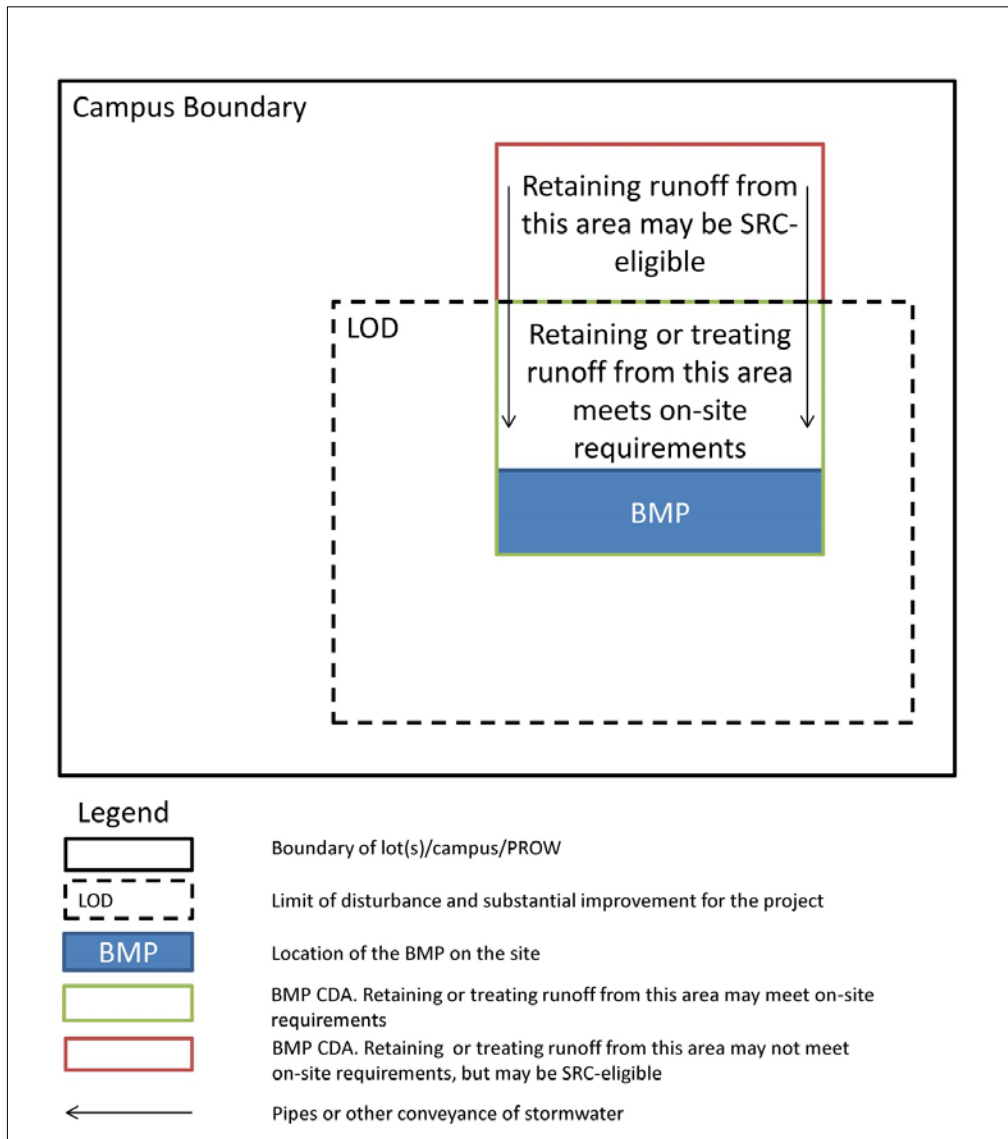 Campus Boundary
Retaining runoff from
this area may be SRC-
eligible
LOD
Retaining or treating
runoff from this area
meets on-site
requirements
BMP
Legend
Boundary of lot(s)/campus/PROW
LOD
Limit of disturbance and substantial improvement for the project
BMP
Location of the BMP on the site
BMP CDA. Retaining or treating runoff from this area may meet on-site
requirements
BMP CDA. Retaining or treating runoff from this area may not meet
on-site requirements, but may be SRC-eligible
Pipes or other conveyance of stormwater